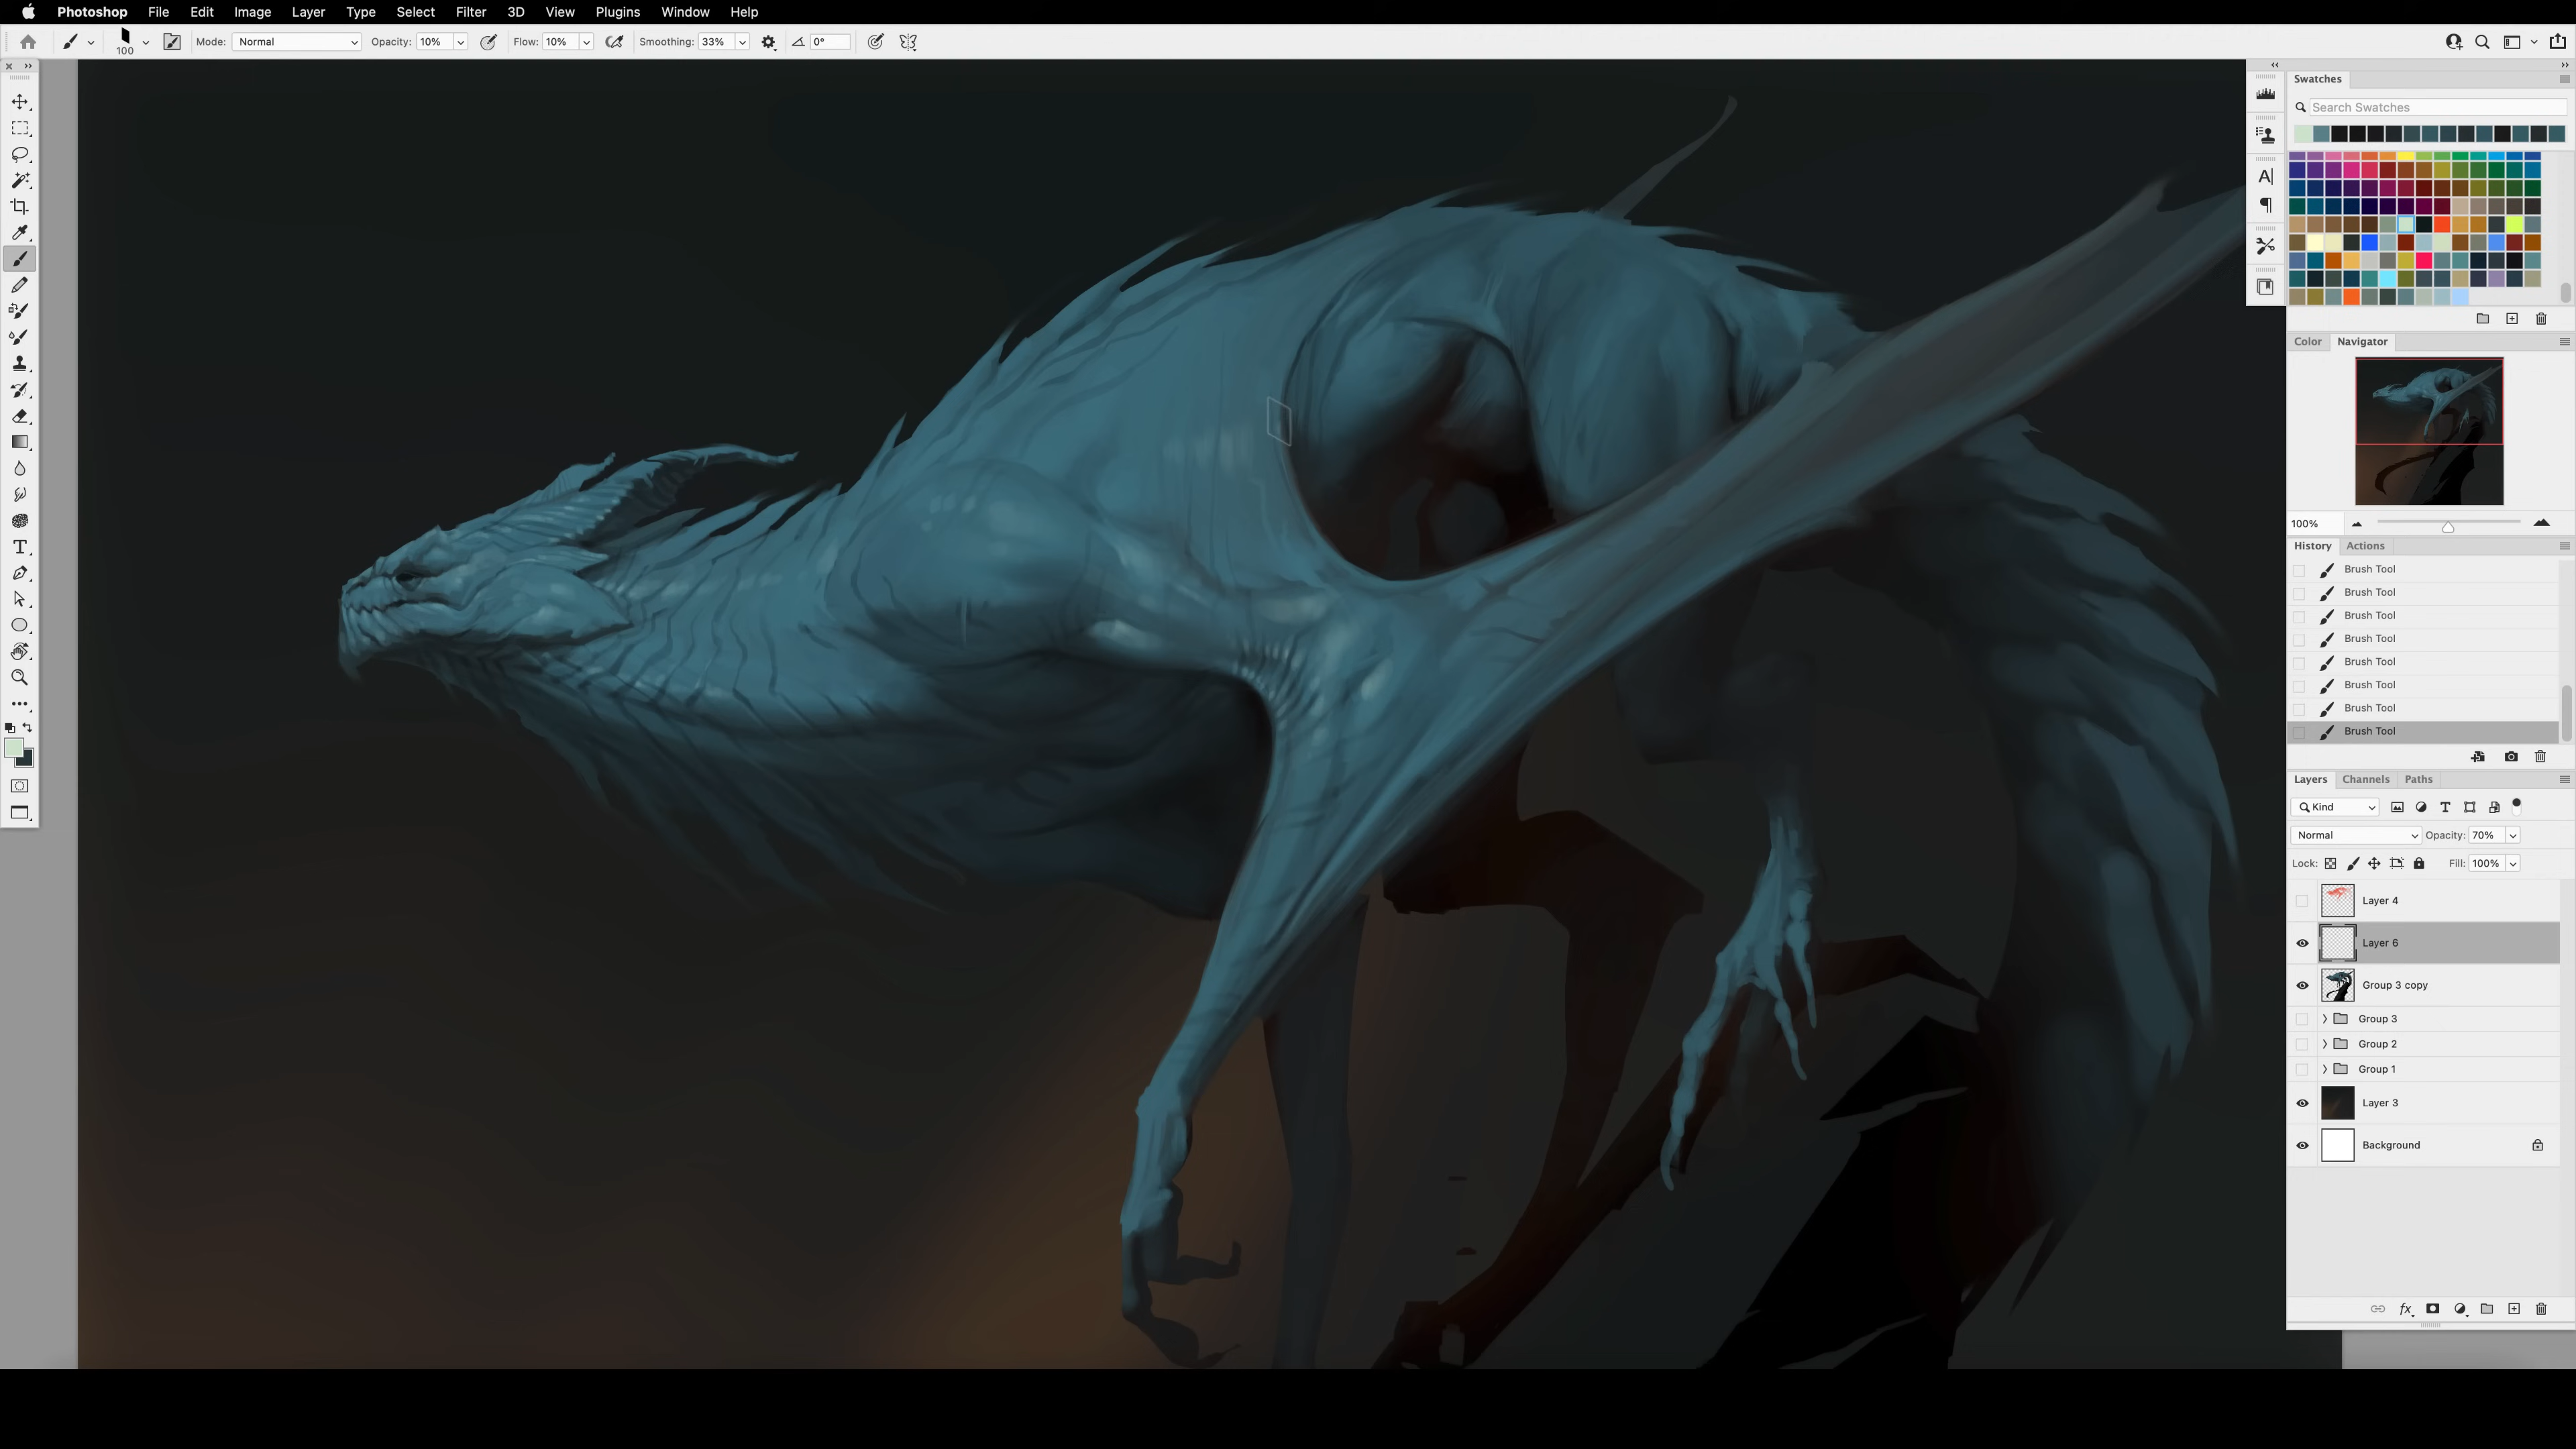 Photoshop File Edit Image Layer Type Select Filter 3D View Plugins Window Help
100 Mode: Normal Opacity: 10% Flow: 10% Smoothing: 33% 0°
Swatches
Search Swatches
Color Navigator
100%
History Actions
Brush Tool
Brush Tool
Brush Tool
Brush Tool
Brush Tool
Brush Tool
Brush Tool
Brush Tool
Layers Channels Paths
Kind
Normal Opacity: 70%
Lock: Fill: 100%
Layer 4
Layer 6
Group 3 copy
Group 3
Group 2
Group 1
Layer 3
Background
fx